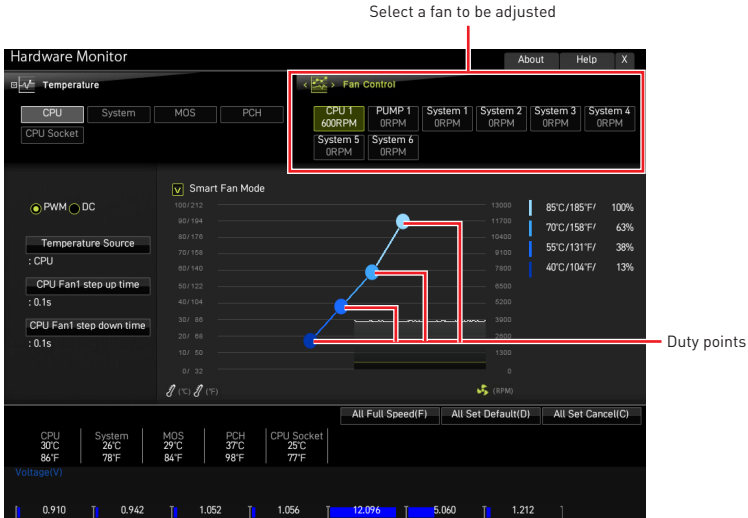 Select a fan to be adjusted
Hardware Monitor
About Help X
Temperature
Fan Control
CPU System MOS PCH
CPU Socket
CPU 1 PUMP 1 System 1 System 2 System 3 System 4
600RPM 0RPM 0RPM 0RPM 0RPM 0RPM
System 5 System 6
0RPM 0RPM
PWM DC
Temperature Source
: CPU
CPU Fan1 step up time
: 0.1s
CPU Fan1 step down time
: 0.1s
V Smart Fan Mode
100/212 13000
90/194 11700
80/176 10400
70/158 9100
60/140 7800
50/122 6500
40/104 5200
30/ 86 3900
20/ 68 2600
10/ 50 1300
0/ 32 0
(℃) (℉) (RPM)
85℃/185℉/ 100%
70℃/158℉/ 63%
55℃/131℉/ 38%
40℃/104℉/ 13%
Duty points
All Full Speed(F) All Set Default(D) All Set Cancel(C)
CPU System MOS PCH CPU Socket
30℃ 26℃ 29℃ 37℃ 25℃
86℉ 78℉ 84℉ 98℉ 77℉
Voltage(V)
0.910 0.942 1.052 1.056 12.096 5.060 1.212